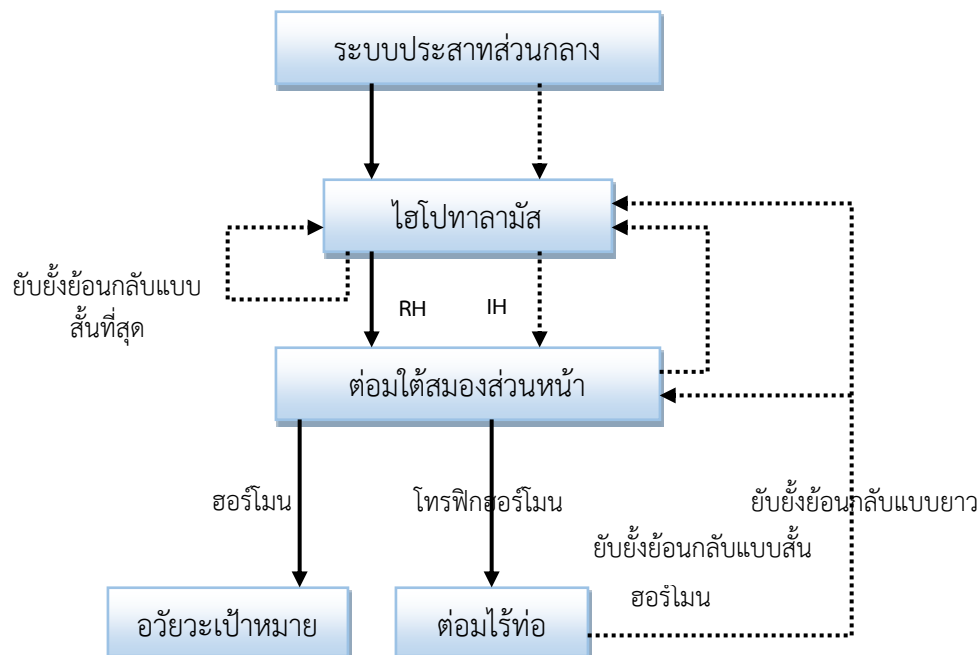 ระบบประสาทส่วนกลาง
ไฮโปทาลามัส
ยับยั้งย้อนกลับแบบ
สั้นที่สุด
RH
IH
ต่อมใต้สมองส่วนหน้า
ฮอร์โมน
โทรฟิกฮอร์โมน
ยับยั้งย้อนกลับแบบยาว
ยับยั้งย้อนกลับแบบสั้น
ฮอร์โมน
อวัยวะเป้าหมาย
ต่อมไร้ท่อ